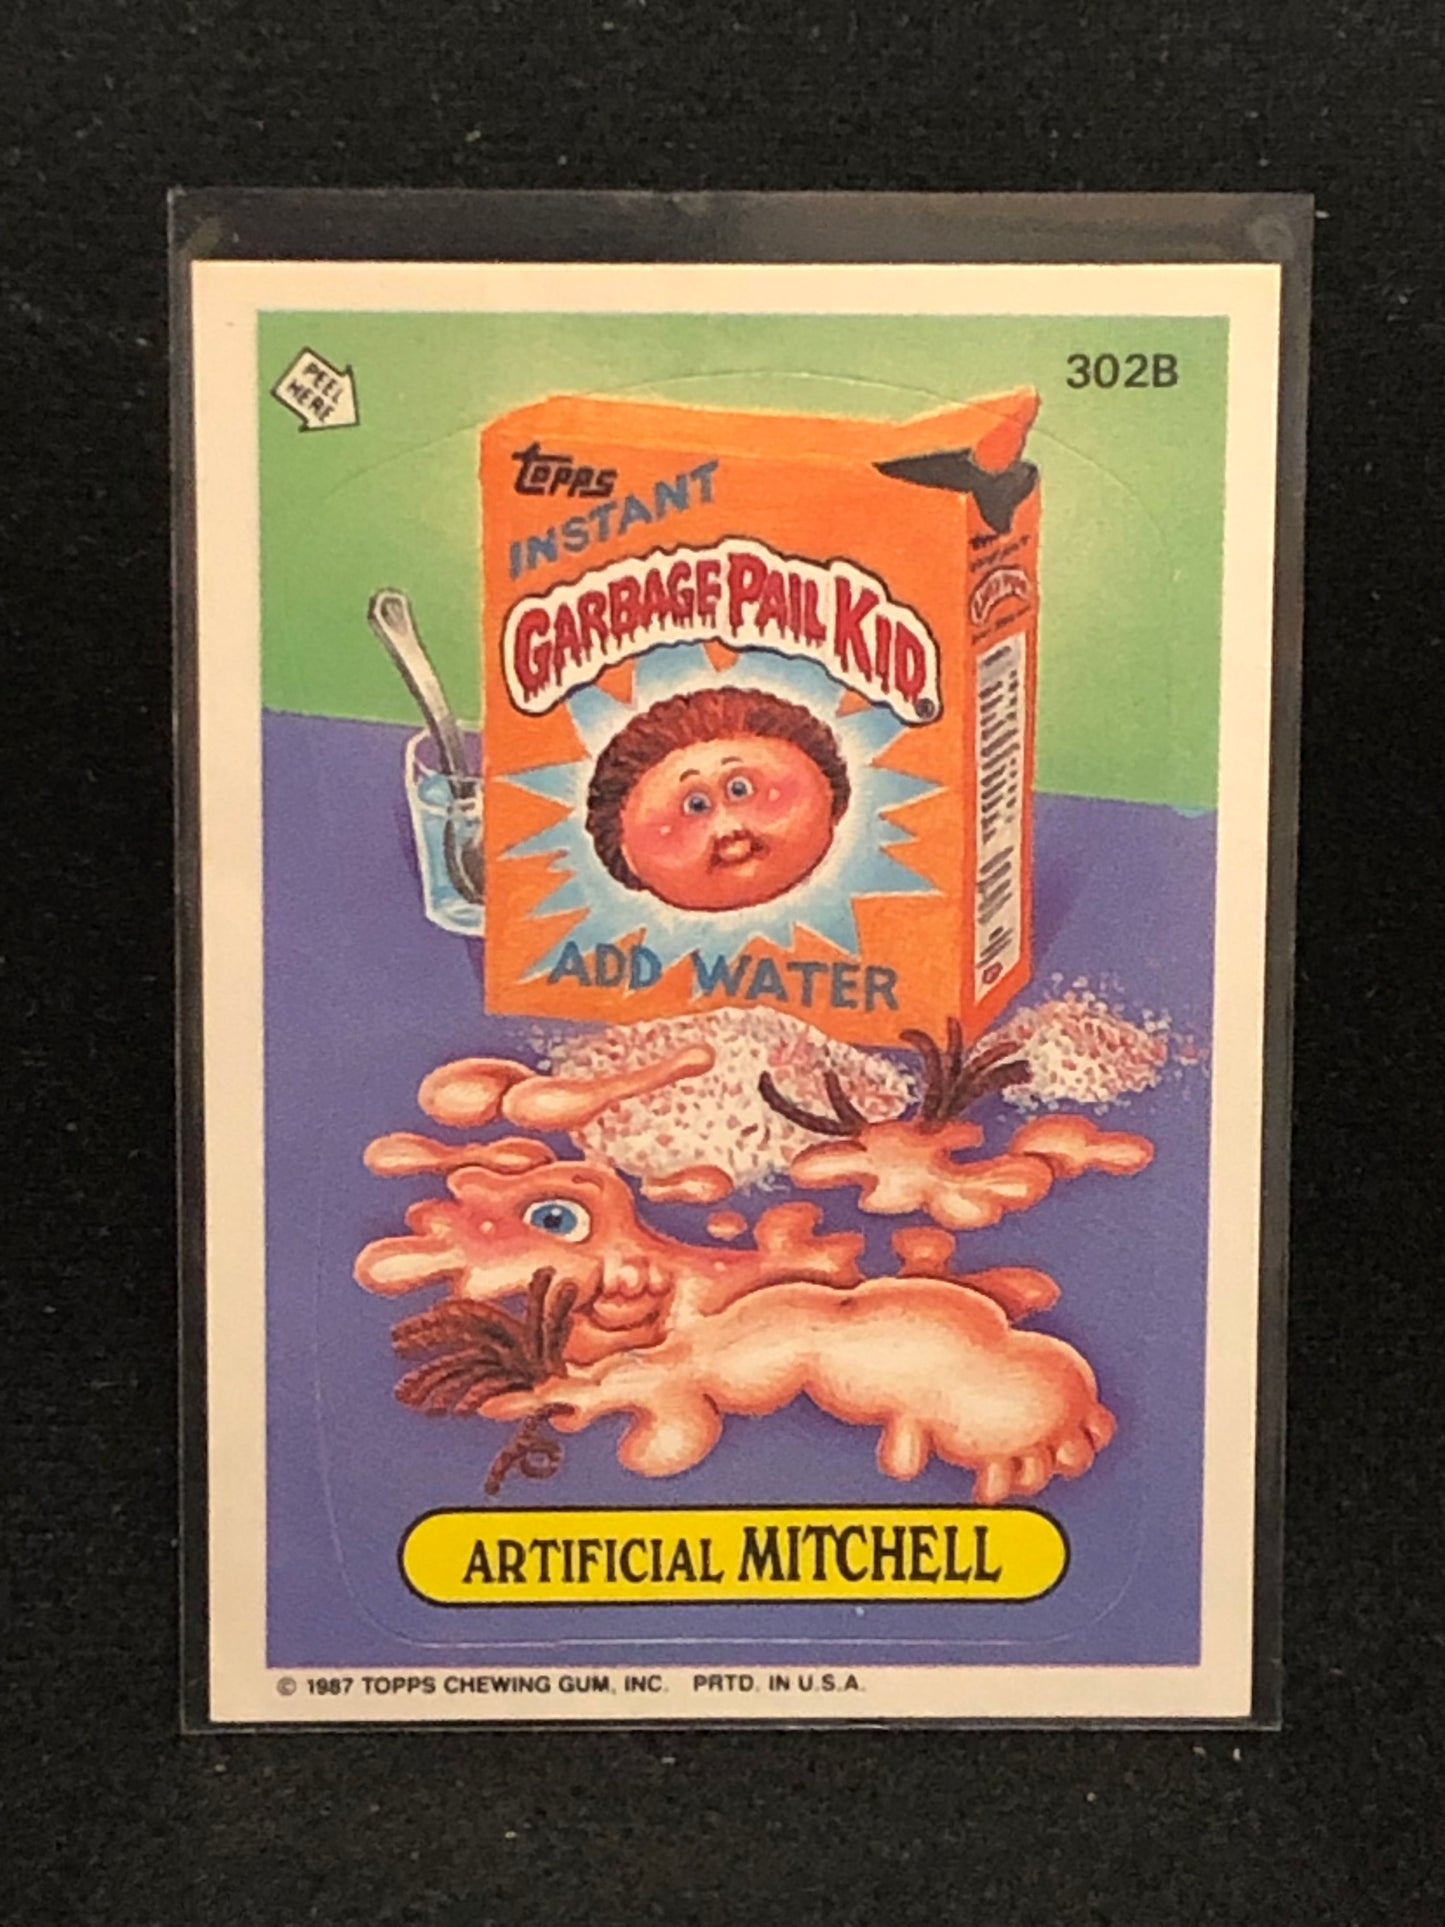 PEEL
HERE
302B
TOPPS
INSTANT
GARBAGE PAIL KID
®
ADD WATER
ARTIFICIAL MITCHELL
© 1987 TOPPS CHEWING GUM, INC. PRTD. IN U.S.A.